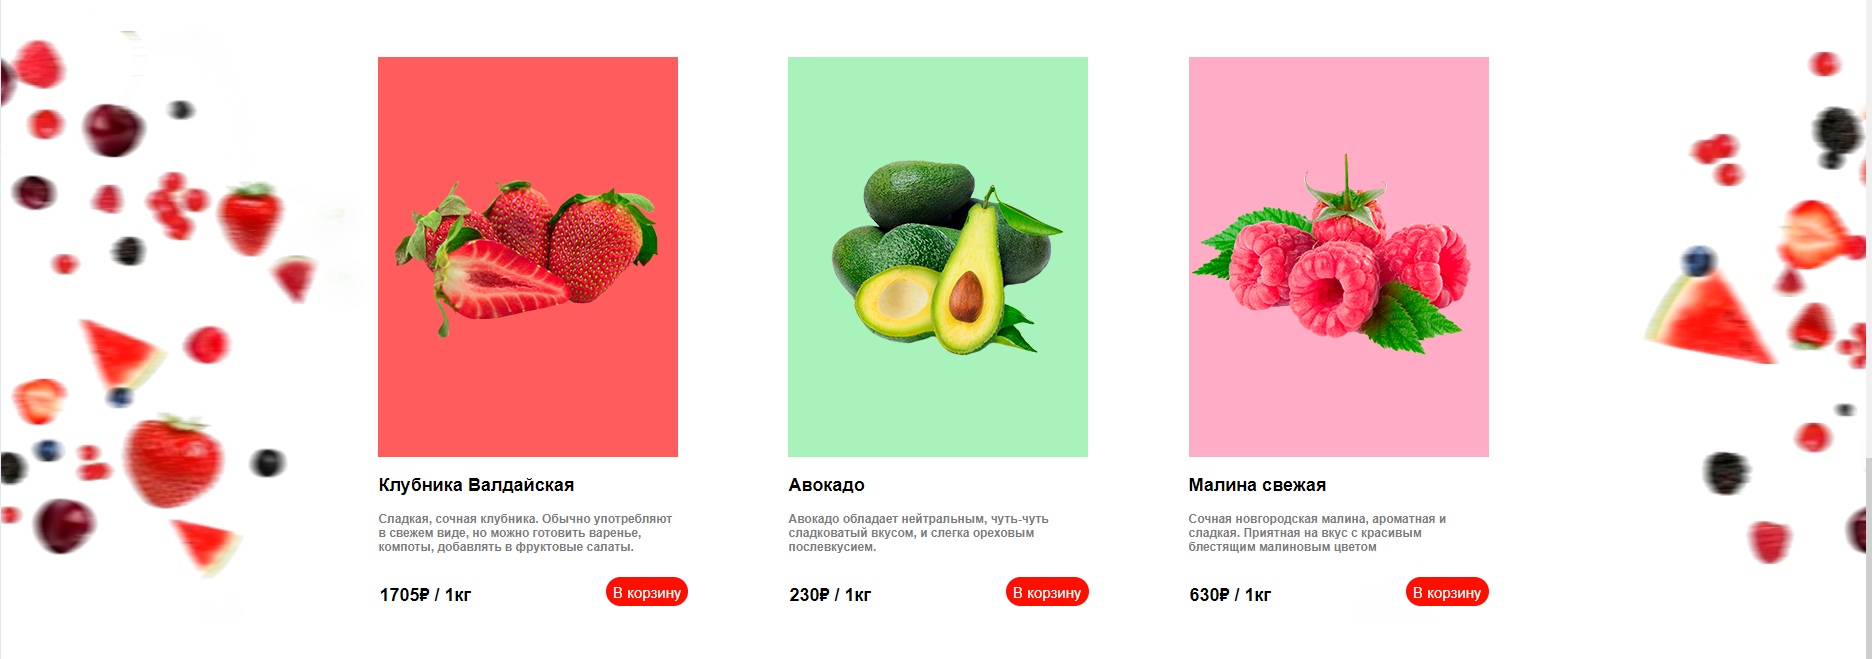 Клубника Валдайская
Сладкая, сочная клубника. Обычно употребляют
в свежем виде, но можно готовить варенье,
компоты, добавлять в фруктовые салаты.
1705₽ / 1кг
В корзину
Авокадо
Авокадо обладает нейтральным, чуть-чуть
сладковатый вкусом, и слегка ореховым
послевкусием.
230₽ / 1кг
В корзину
Малина свежая
Сочная новгородская малина, ароматная и
сладкая. Приятная на вкус с красивым
блестящим малиновым цветом
630₽ / 1кг
В корзину